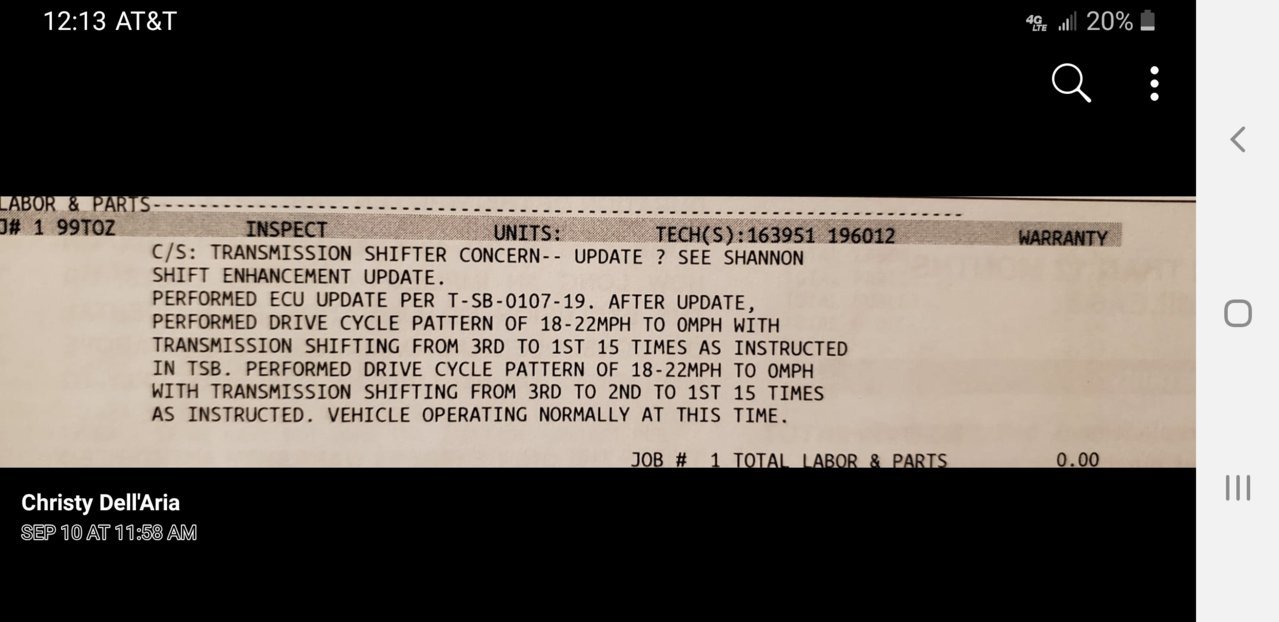 12:13 AT&T 4G LTE 20%
LABOR & PARTS------------------------------------------------------------
J# 1 99TOZ INSPECT UNITS: TECH(S):163951 196012 WARRANTY
C/S: TRANSMISSION SHIFTER CONCERN-- UPDATE ? SEE SHANNON
SHIFT ENHANCEMENT UPDATE.
PERFORMED ECU UPDATE PER T-SB-0107-19. AFTER UPDATE,
PERFORMED DRIVE CYCLE PATTERN OF 18-22MPH TO 0MPH WITH
TRANSMISSION SHIFTING FROM 3RD TO 1ST 15 TIMES AS INSTRUCTED
IN TSB. PERFORMED DRIVE CYCLE PATTERN OF 18-22MPH TO 0MPH
WITH TRANSMISSION SHIFTING FROM 3RD TO 2ND TO 1ST 15 TIMES
AS INSTRUCTED. VEHICLE OPERATING NORMALLY AT THIS TIME.
JOB # 1 TOTAL LABOR & PARTS 0.00
Christy Dell'Aria
SEP 10 AT 11:58 AM